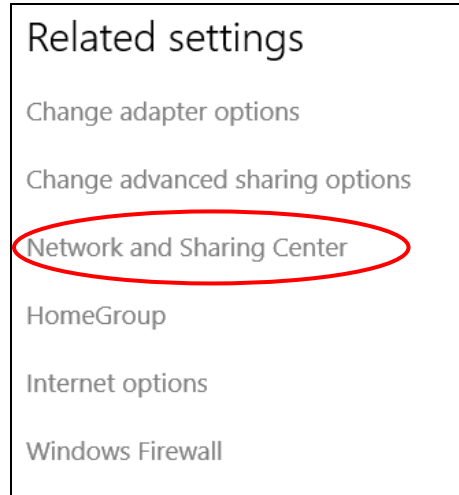 Related settings
Change adapter options
Change advanced sharing options
Network and Sharing Center
HomeGroup
Internet options
Windows Firewall